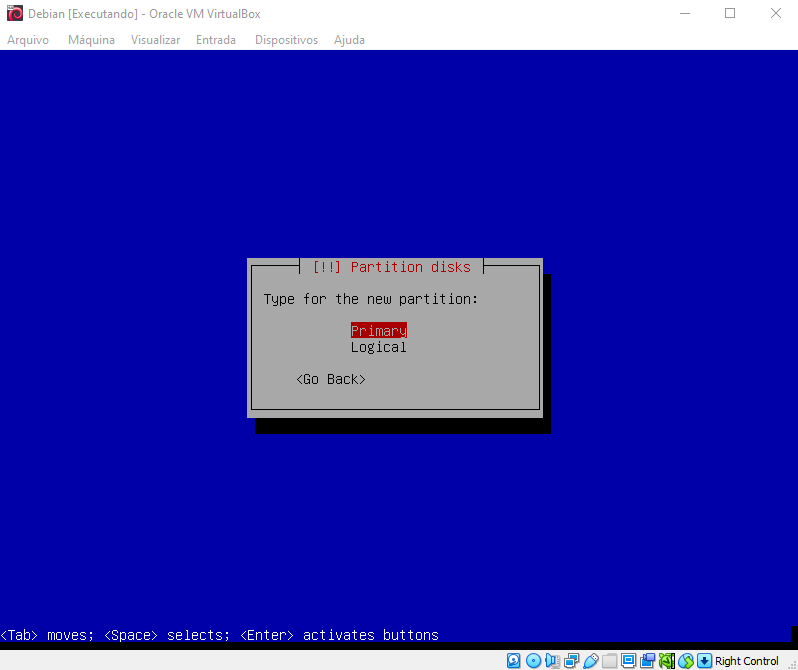 Debian [Executando] - Oracle VM VirtualBox
Arquivo Máquina Visualizar Entrada Dispositivos Ajuda
[!!] Partition disks
Type for the new partition:
Primary
Logical
<Go Back>
<Tab> moves; <Space> selects; <Enter> activates buttons
Right Control